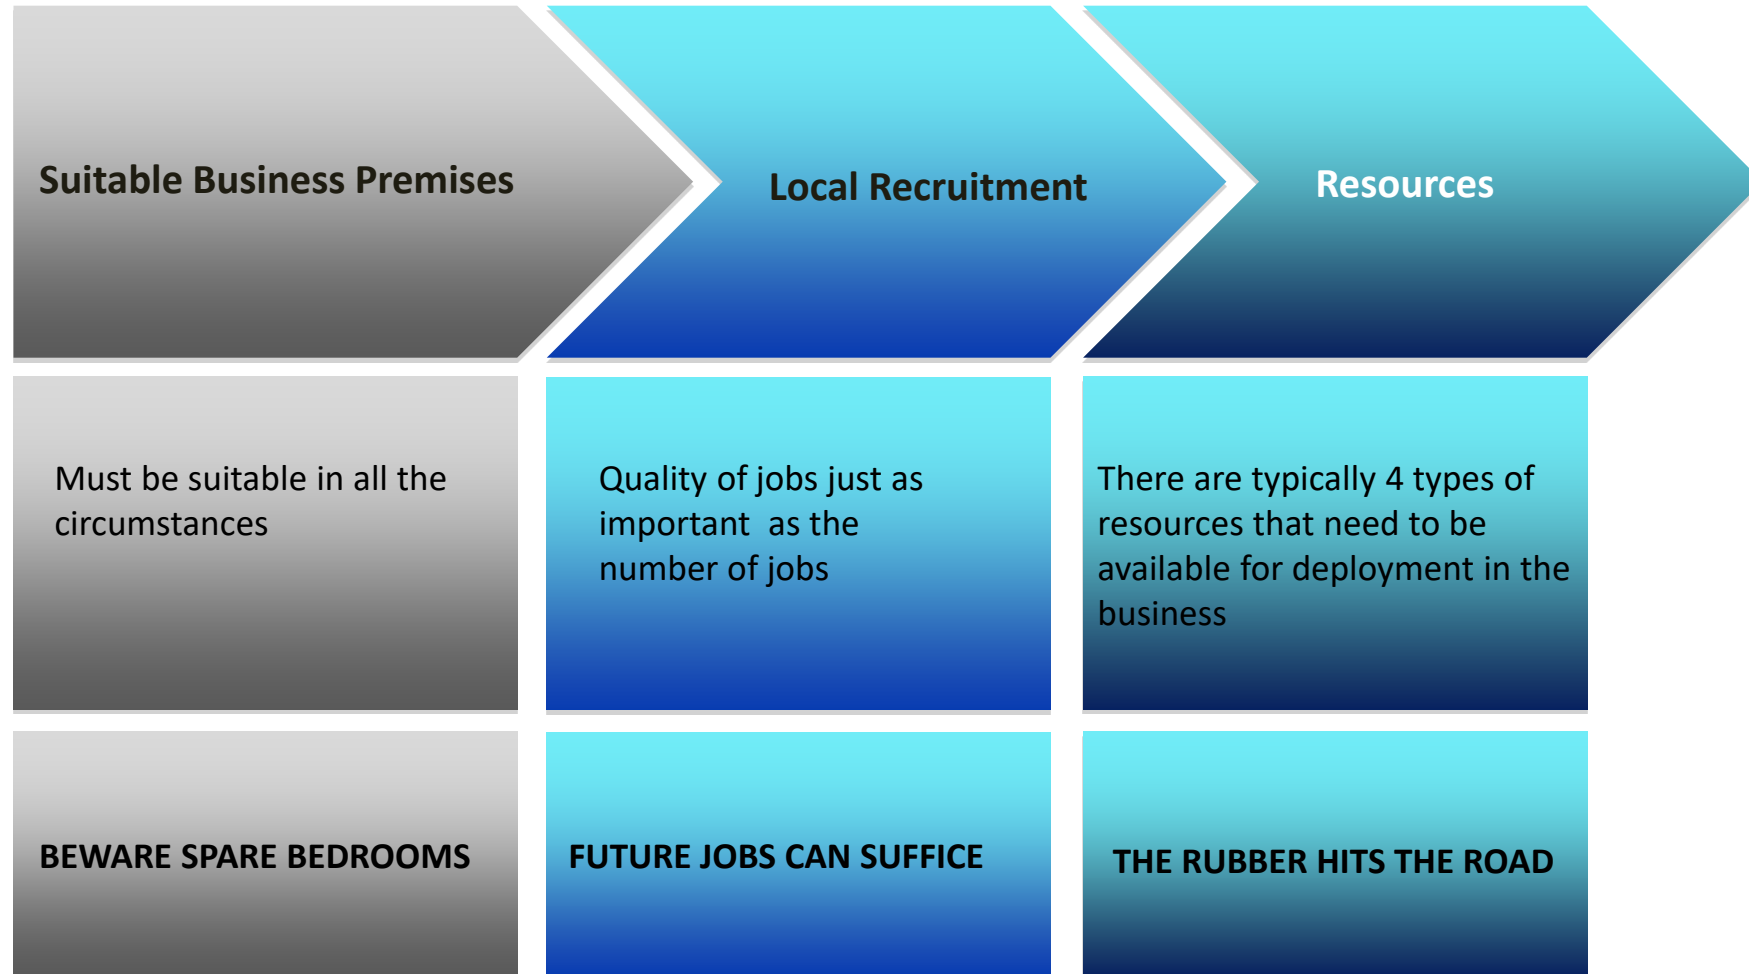 Suitable Business Premises
Local Recruitment
Resources
Must be suitable in all the
circumstances
Quality of jobs just as
important  as the
number of jobs
There are typically 4 types of
resources that need to be
available for deployment in the
business
BEWARE SPARE BEDROOMS
FUTURE JOBS CAN SUFFICE
THE RUBBER HITS THE ROAD